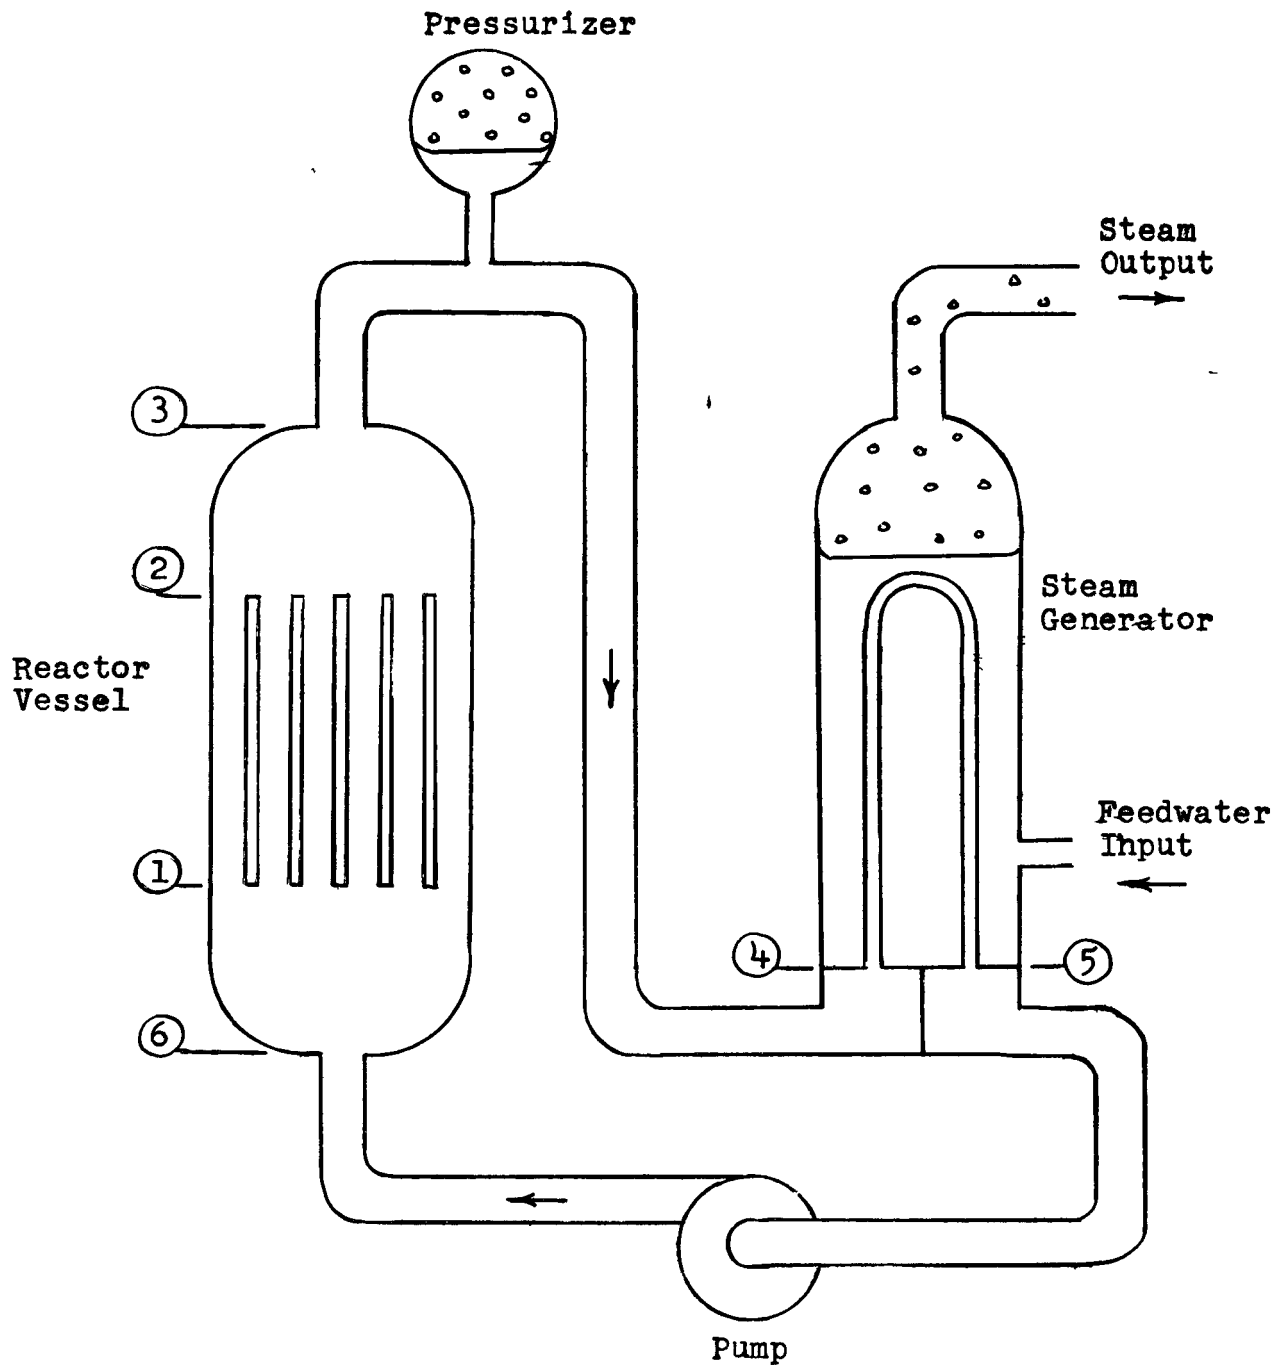 Pressurizer
Steam
Output
3
2
Steam
Generator
Reactor
Vessel
Feedwater
Input
1
4
5
6
Pump